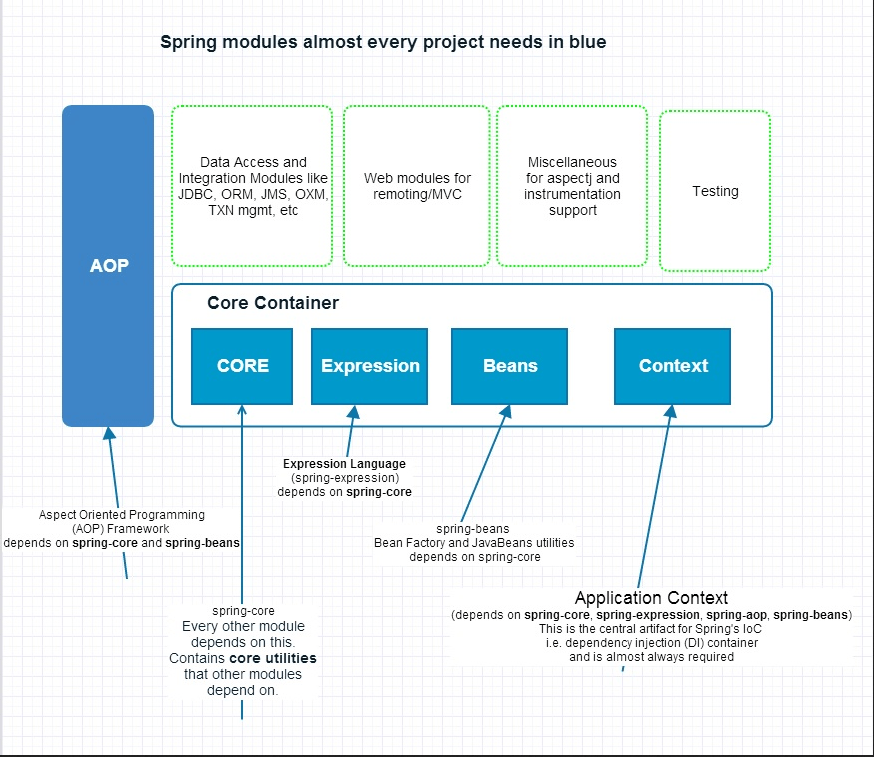 Spring modules almost every project needs in blue
AOP
Data Access and
Integration Modules like
JDBC, ORM, JMS, OXM,
TXN mgmt, etc
Web modules for
remoting/MVC
Miscellaneous
for aspectj and
instrumentation
support
Testing
Core Container
CORE
Expression
Beans
Context
Expression Language
(spring-expression)
depends on spring-core
Aspect Oriented Programming
(AOP) Framework
depends on spring-core and spring-beans
spring-beans
Bean Factory and JavaBeans utilities
depends on spring-core
spring-core
Every other module
depends on this.
Contains core utilities
that other modules
depend on.
Application Context
(depends on spring-core, spring-expression, spring-aop, spring-beans)
This is the central artifact for Spring's IoC
i.e. dependency injection (DI) container
and is almost always required